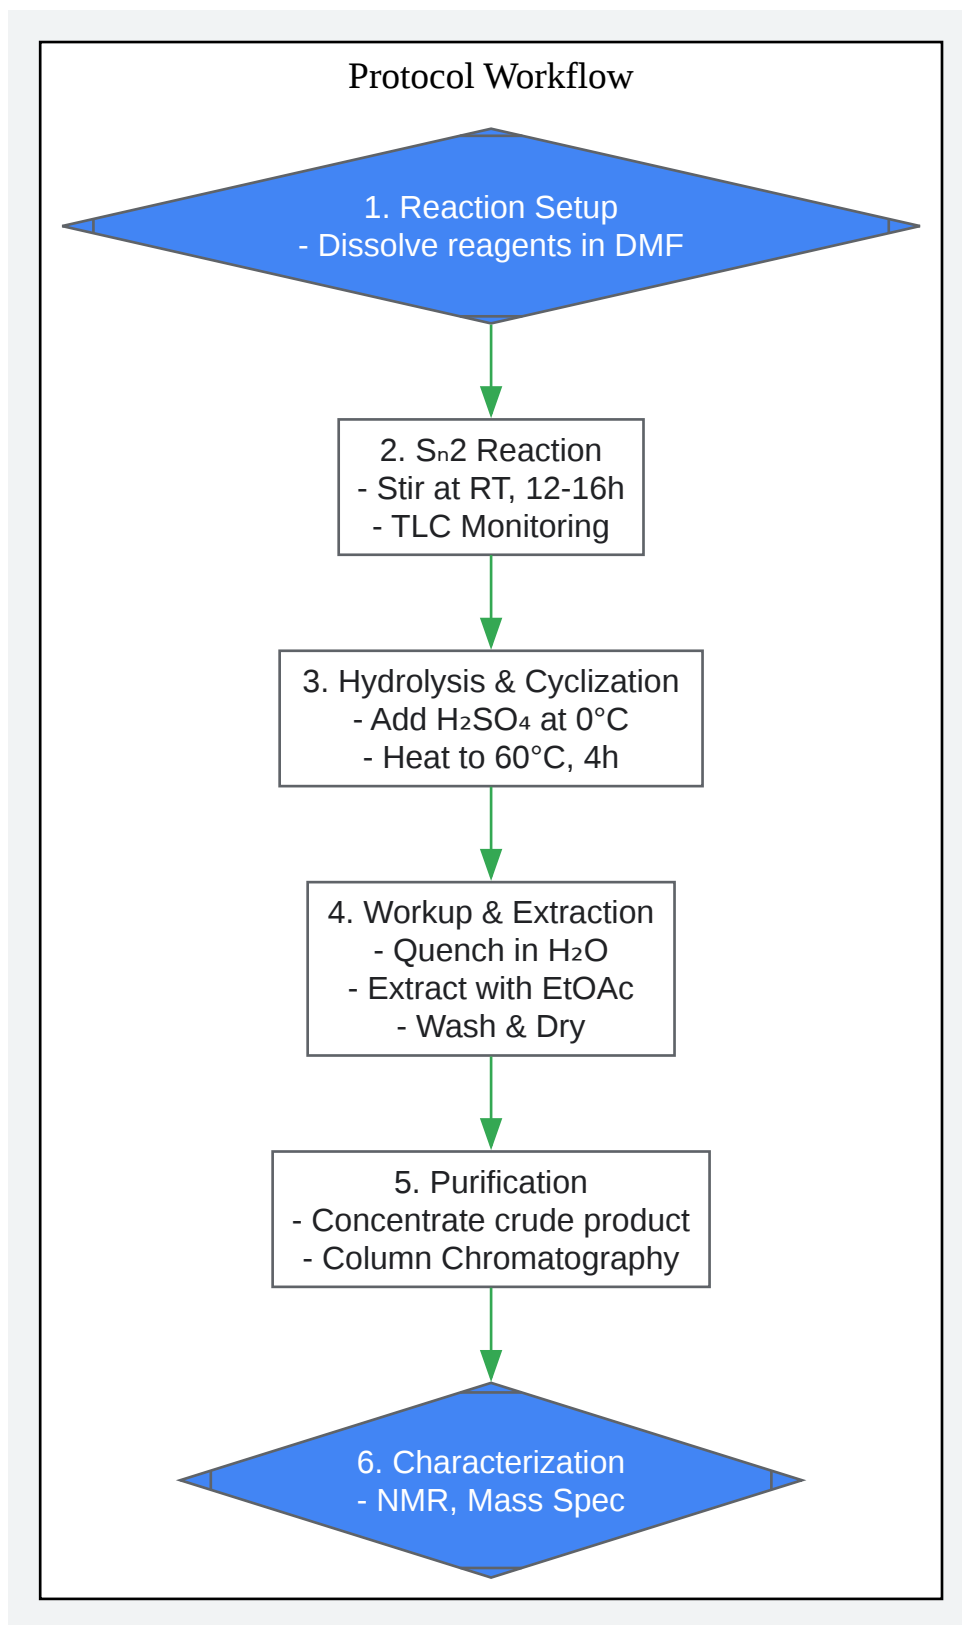 Protocol Workflow
1. Reaction Setup
- Dissolve reagents in DMF
2. Sₙ2 Reaction
- Stir at RT, 12-16h
- TLC Monitoring
3. Hydrolysis & Cyclization
- Add H₂SO₄ at 0°C
- Heat to 60°C, 4h
4. Workup & Extraction
- Quench in H₂O
- Extract with EtOAc
- Wash & Dry
5. Purification
- Concentrate crude product
- Column Chromatography
6. Characterization
- NMR, Mass Spec